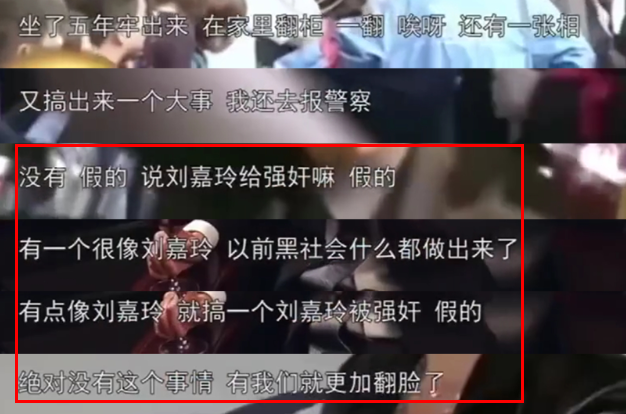 坐了五年牢出来 在家里翻柜 一翻 唉呀 还有一张相
又搞出来一个大事 我还去报警察
没有 假的 说刘嘉玲给强奸嘛 假的
有一个很像刘嘉玲 以前黑社会什么都做出来了
有点像刘嘉玲 就搞一个刘嘉玲被强奸 假的
绝对没有这个事情 有我们就更加翻脸了